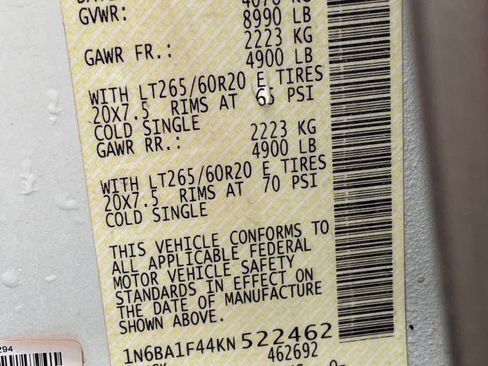 GVWR: 8990 LB
2223 KG
GAWR FR.: 4900 LB
WITH LT265/60R20 E TIRES
20X7.5 RIMS AT 65 PSI
COLD SINGLE
2223 KG
GAWR RR.: 4900 LB
WITH LT265/60R20 E TIRES
20X7.5 RIMS AT 70 PSI
COLD SINGLE
THIS VEHICLE CONFORMS TO
ALL APPLICABLE FEDERAL
MOTOR VEHICLE SAFETY
STANDARDS IN EFFECT ON
THE DATE OF MANUFACTURE
SHOWN ABOVE.
1N6BA1F44KN522462
462692
294